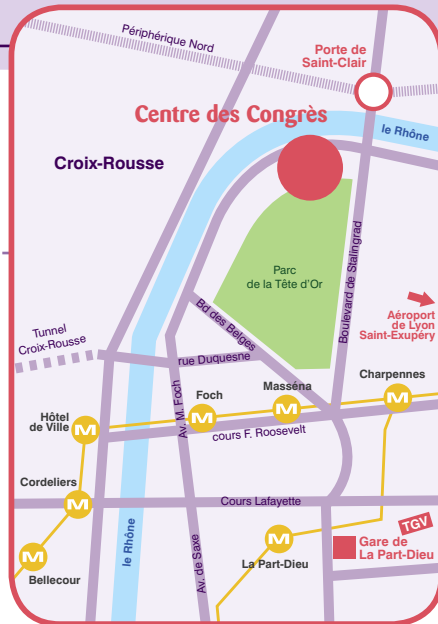 Périphérique Nord
Porte de
Saint-Clair
Centre des Congrès
le Rhône
Croix-Rousse
Parc
de la Tête d'Or
Boulevard de Stalingrad
Aéroport
de Lyon
Saint-Exupéry
Bd des Belges
Tunnel
Croix-Rousse
rue Duquesne
Av. M. Foch
Foch
Masséna
Charpennes
M
M
M
Hôtel
de Ville
M
cours F. Roosevelt
Cordeliers
M
Cours Lafayette
le Rhône
Av. de Saxe
M
La Part-Dieu
TGV
Gare de
La Part-Dieu
M
Bellecour